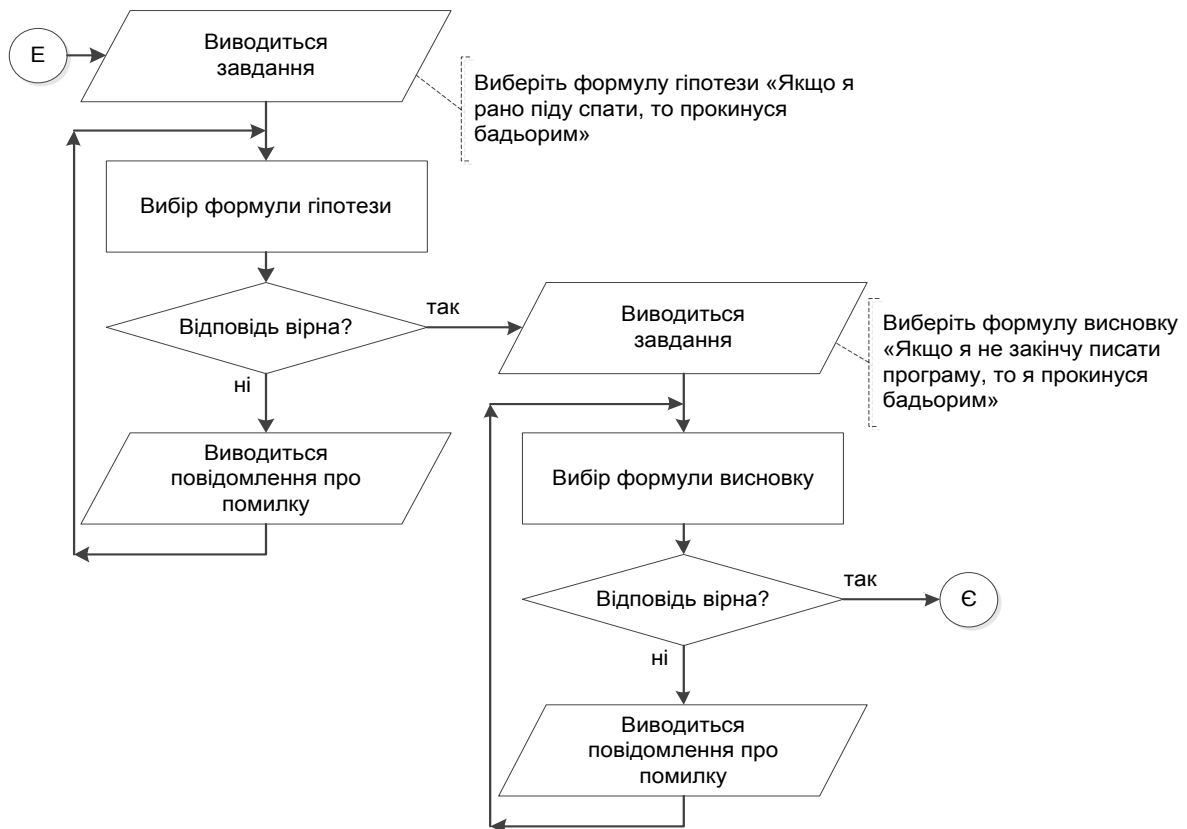 Е
Виводиться
завдання
Виберіть формулу гіпотези «Якщо я
рано піду спати, то прокинуся
бадьорим»
Вибір формули гіпотези
Відповідь вірна?
так
ні
Виводиться
повідомлення про
помилку
Виводиться
завдання
Виберіть формулу висновку
«Якщо я не закінчу писати
програму, то я прокинуся
бадьорим»
Вибір формули висновку
Відповідь вірна?
так
Є
ні
Виводиться
повідомлення про
помилку